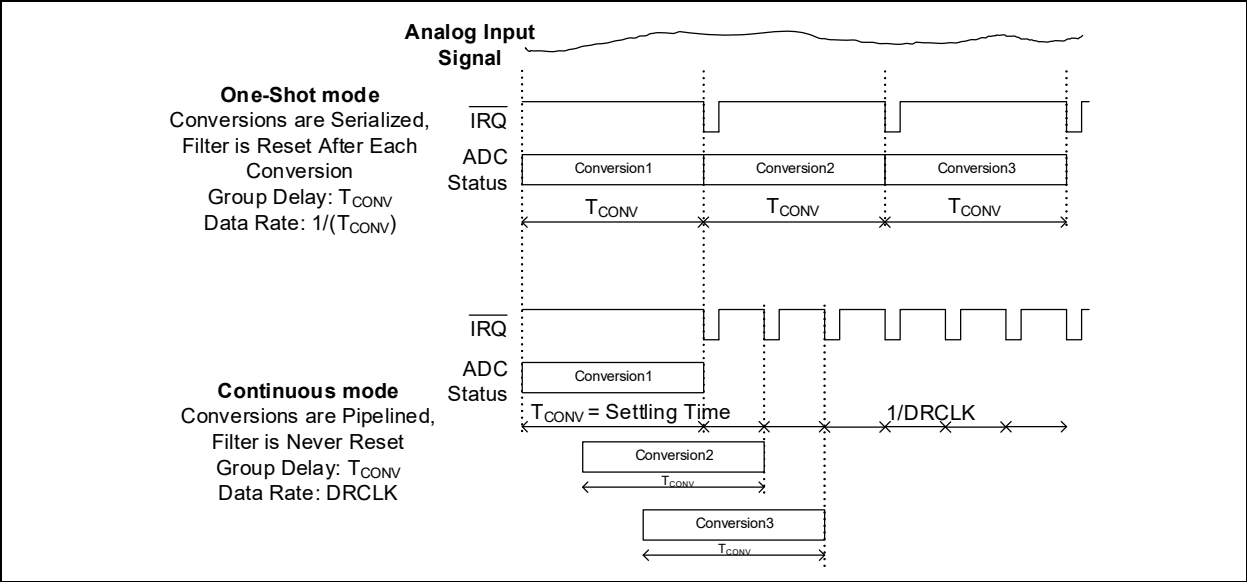 Analog Input
Signal
One-Shot mode
Conversions are Serialized,
Filter is Reset After Each
Conversion
Group Delay: TCONV
Data Rate: 1/(TCONV)
IRQ
ADC
Status
Conversion1
Conversion2
Conversion3
TCONV
TCONV
TCONV
IRQ
ADC
Status
Conversion1
Continuous mode
Conversions are Pipelined,
Filter is Never Reset
Group Delay: TCONV
Data Rate: DRCLK
TCONV = Settling Time
1/DRCLK
Conversion2
TCONV
Conversion3
TCONV